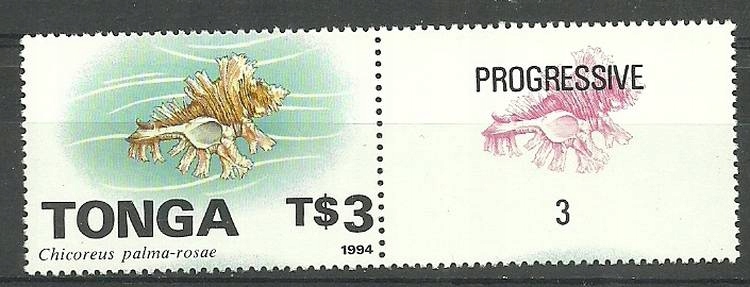 TONGA T$3
Chicoreus palma-rosae 1994
PROGRESSIVE
3